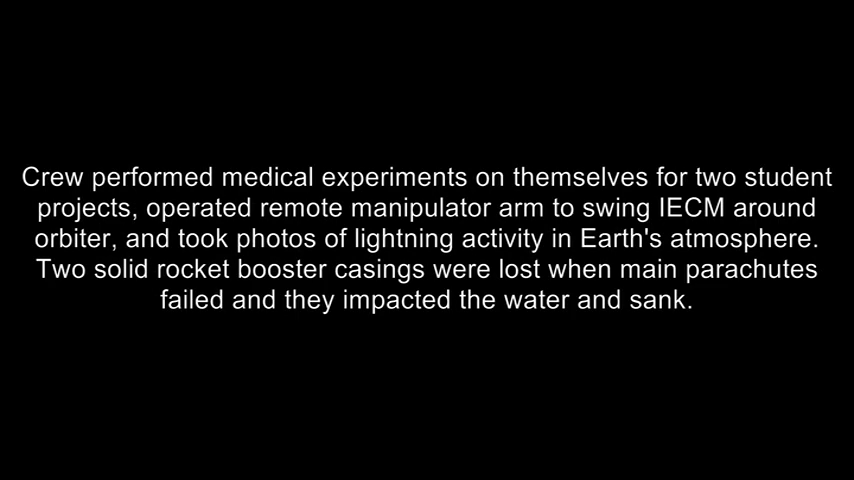 Crew performed medical experiments on themselves for two student
projects, operated remote manipulator arm to swing IECM around
orbiter, and took photos of lightning activity in Earth's atmosphere.
Two solid rocket booster casings were lost when main parachutes
failed and they impacted the water and sank.